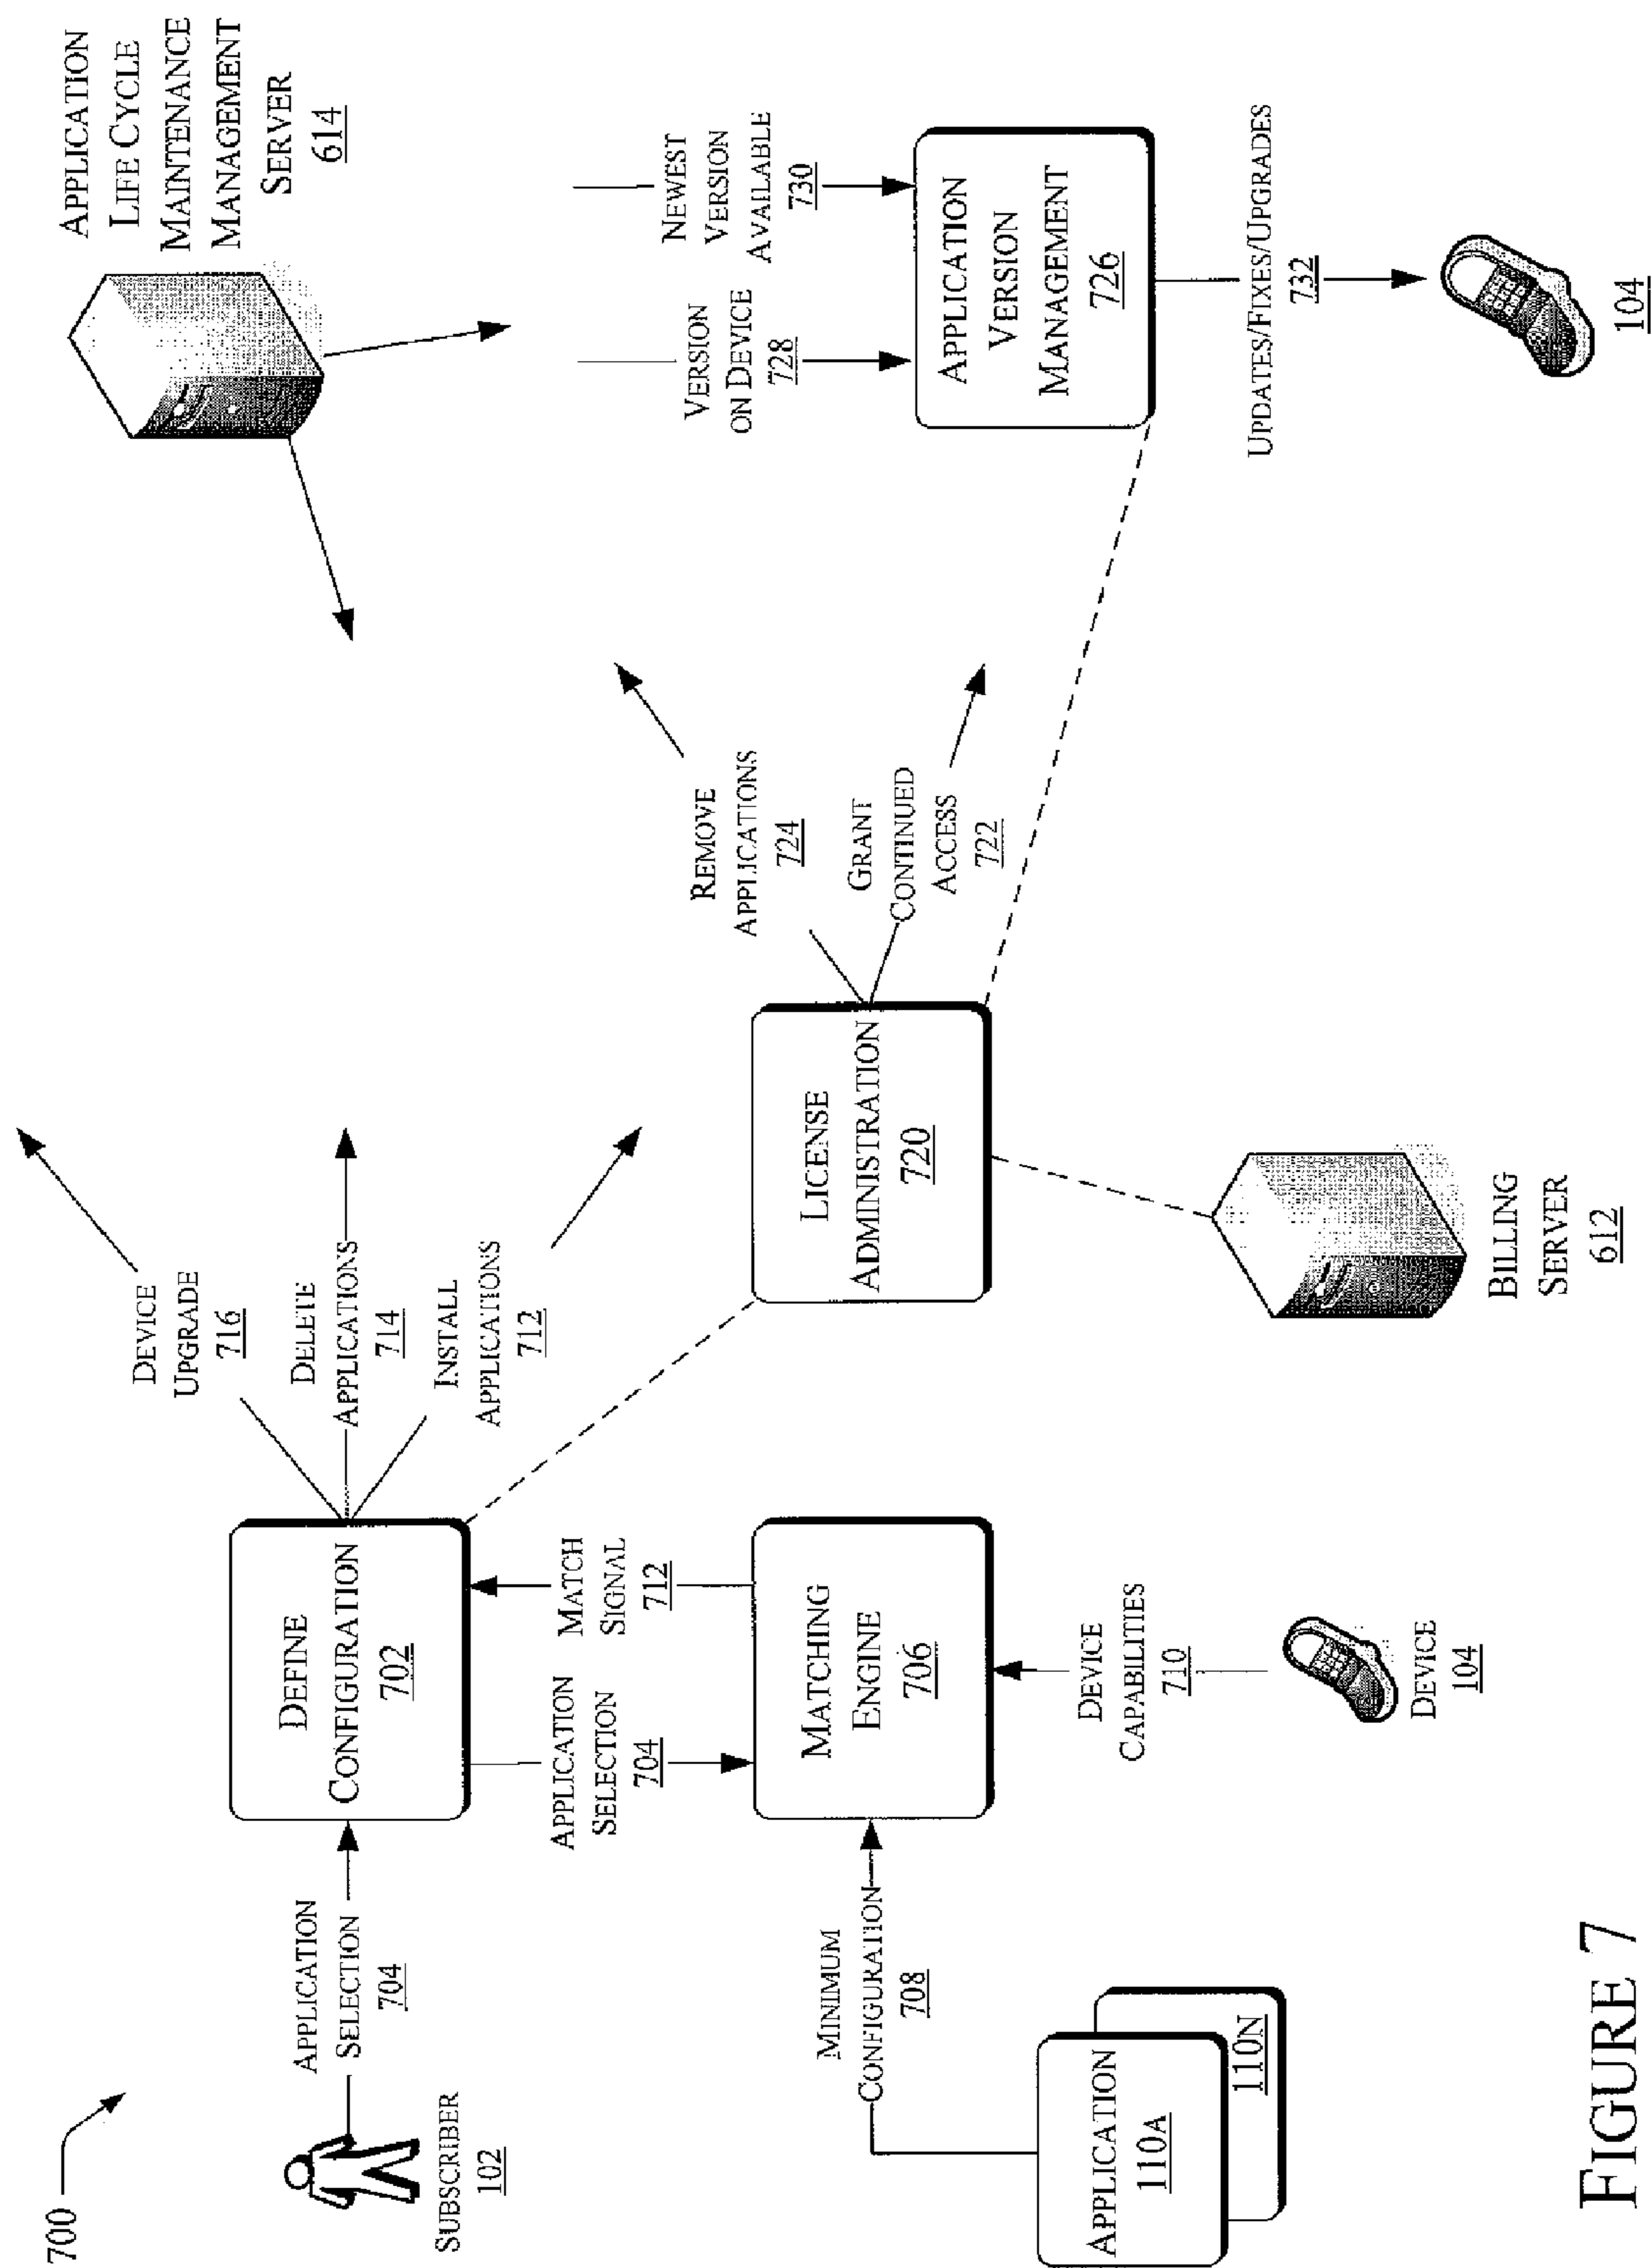 700
SUBSCRIBER
102
APPLICATION
SELECTION
704
DEFINE
CONFIGURATION
702
DEVICE
UPGRADE
716
DELETE
APPLICATIONS
714
INSTALL
APPLICATIONS
712
APPLICATION
LIFE CYCLE
MAINTENANCE
MANAGEMENT
SERVER
614
APPLICATION
SELECTION
704
MATCH
SIGNAL
712
MINIMUM
CONFIGURATION
708
MATCHING
ENGINE
706
LICENSE
ADMINISTRATION
720
REMOVE
APPLICATIONS
724
GRANT
CONTINUED
ACCESS
722
VERSION
ON DEVICE
728
NEWEST
VERSION
AVAILABLE
730
APPLICATION
VERSION
MANAGEMENT
726
APPLICATION
110A
110N
DEVICE
CAPABILITIES
710
DEVICE
104
BILLING
SERVER
612
UPDATES/FIXES/UPGRADES
732
104
FIGURE 7